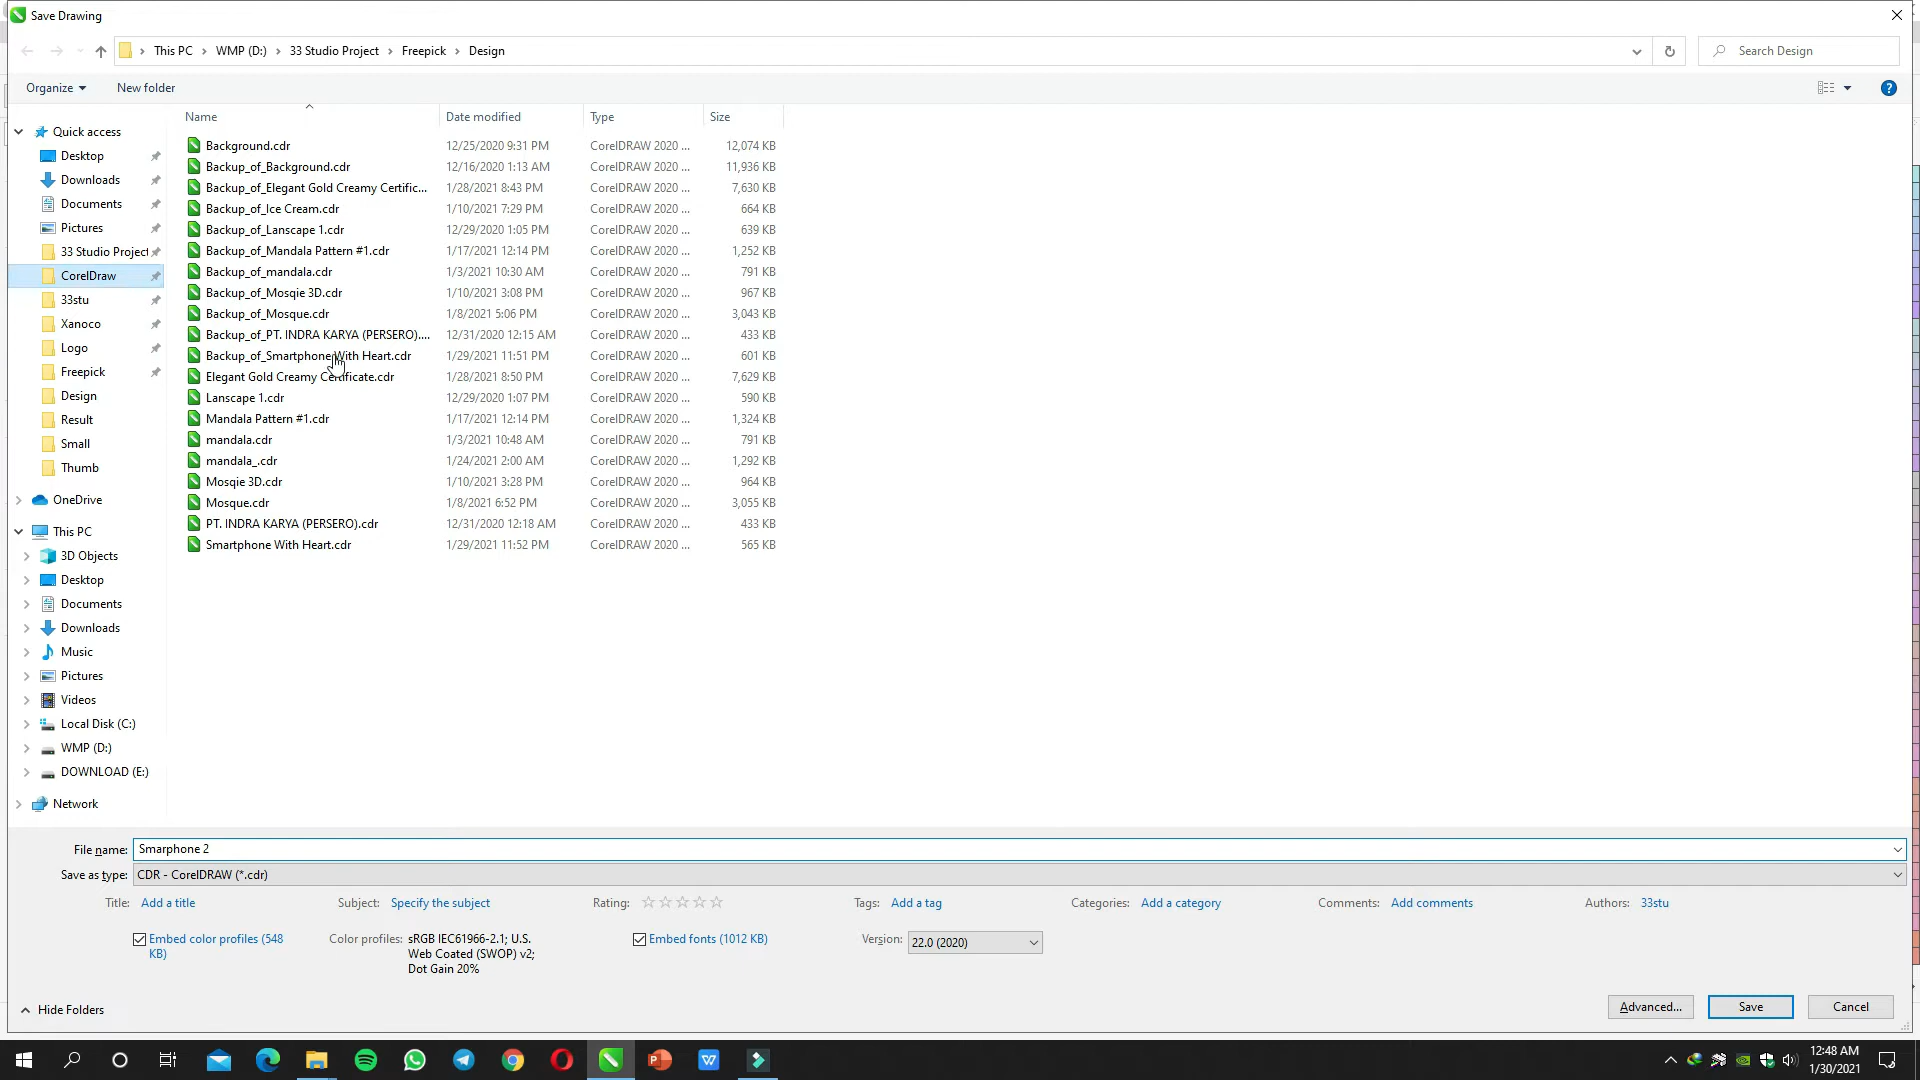 Save Drawing
This PC > WMP (D:) > 33 Studio Project > Freepick > Design
Search Design
Organize
New folder
Name Date modified Type Size
Background.cdr 12/25/2020 9:31 PM CorelDRAW 2020 ... 12,074 KB
Backup_of_Background.cdr 12/16/2020 1:13 AM CorelDRAW 2020 ... 11,936 KB
Backup_of_Elegant Gold Creamy Certific... 1/28/2021 8:43 PM CorelDRAW 2020 ... 7,630 KB
Backup_of_Ice Cream.cdr 1/10/2021 7:29 PM CorelDRAW 2020 ... 664 KB
Backup_of_Lanscape 1.cdr 12/29/2020 1:05 PM CorelDRAW 2020 ... 639 KB
Backup_of_Mandala Pattern #1.cdr 1/17/2021 12:14 PM CorelDRAW 2020 ... 1,252 KB
Backup_of_mandala.cdr 1/3/2021 10:30 AM CorelDRAW 2020 ... 791 KB
Backup_of_Mosqie 3D.cdr 1/10/2021 3:08 PM CorelDRAW 2020 ... 967 KB
Backup_of_Mosque.cdr 1/8/2021 5:06 PM CorelDRAW 2020 ... 3,043 KB
Backup_of_PT. INDRA KARYA (PERSERO).... 12/31/2020 12:15 AM CorelDRAW 2020 ... 433 KB
Backup_of_Smartphone With Heart.cdr 1/29/2021 11:51 PM CorelDRAW 2020 ... 601 KB
Elegant Gold Creamy Certificate.cdr 1/28/2021 8:50 PM CorelDRAW 2020 ... 7,629 KB
Lanscape 1.cdr 12/29/2020 1:07 PM CorelDRAW 2020 ... 590 KB
Mandala Pattern #1.cdr 1/17/2021 12:14 PM CorelDRAW 2020 ... 1,324 KB
mandala.cdr 1/3/2021 10:48 AM CorelDRAW 2020 ... 791 KB
mandala_.cdr 1/24/2021 2:00 AM CorelDRAW 2020 ... 1,292 KB
Mosqie 3D.cdr 1/10/2021 3:28 PM CorelDRAW 2020 ... 964 KB
Mosque.cdr 1/8/2021 6:52 PM CorelDRAW 2020 ... 3,055 KB
PT. INDRA KARYA (PERSERO).cdr 12/31/2020 12:18 AM CorelDRAW 2020 ... 433 KB
Smartphone With Heart.cdr 1/29/2021 11:52 PM CorelDRAW 2020 ... 565 KB
Quick access
Desktop
Downloads
Documents
Pictures
33 Studio Project
CorelDraw
33stu
Xanoco
Logo
Freepick
Design
Result
Small
Thumb
OneDrive
This PC
3D Objects
Desktop
Documents
Downloads
Music
Pictures
Videos
Local Disk (C:)
WMP (D:)
DOWNLOAD (E:)
Network
File name: Smarphone 2
Save as type: CDR - CorelDRAW (*.cdr)
Title: Add a title Subject: Specify the subject Rating: Tags: Add a tag Categories: Add a category Comments: Add comments Authors: 33stu
Embed color profiles (548 KB)
Color profiles: sRGB IEC61966-2.1; U.S.
Web Coated (SWOP) v2;
Dot Gain 20%
Embed fonts (1012 KB)
Version: 22.0 (2020)
Hide Folders
Advanced...
Save
Cancel
12:48 AM
1/30/2021